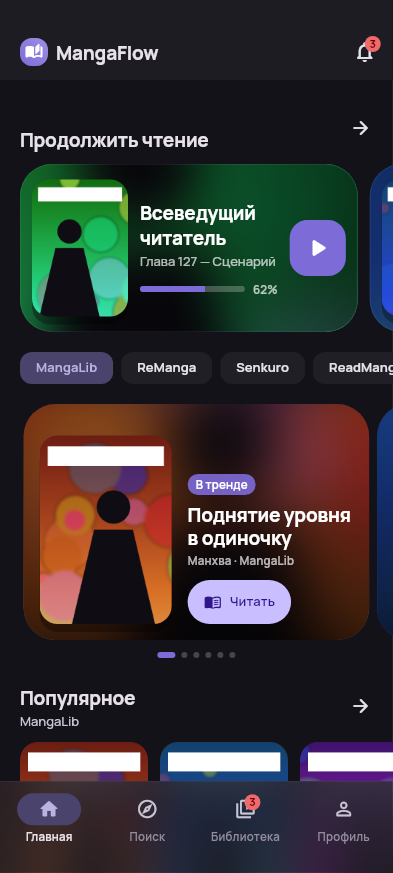 MangaFlow
3
Продолжить чтение
Всеведущий
читатель
Глава 127 — Сценарий
62%
MangaLib
ReManga
Senkuro
ReadMang
В тренде
Поднятие уровня
в одиночку
Манхва · MangaLib
Читать
Популярное
MangaLib
3
Главная
Поиск
Библиотека
Профиль